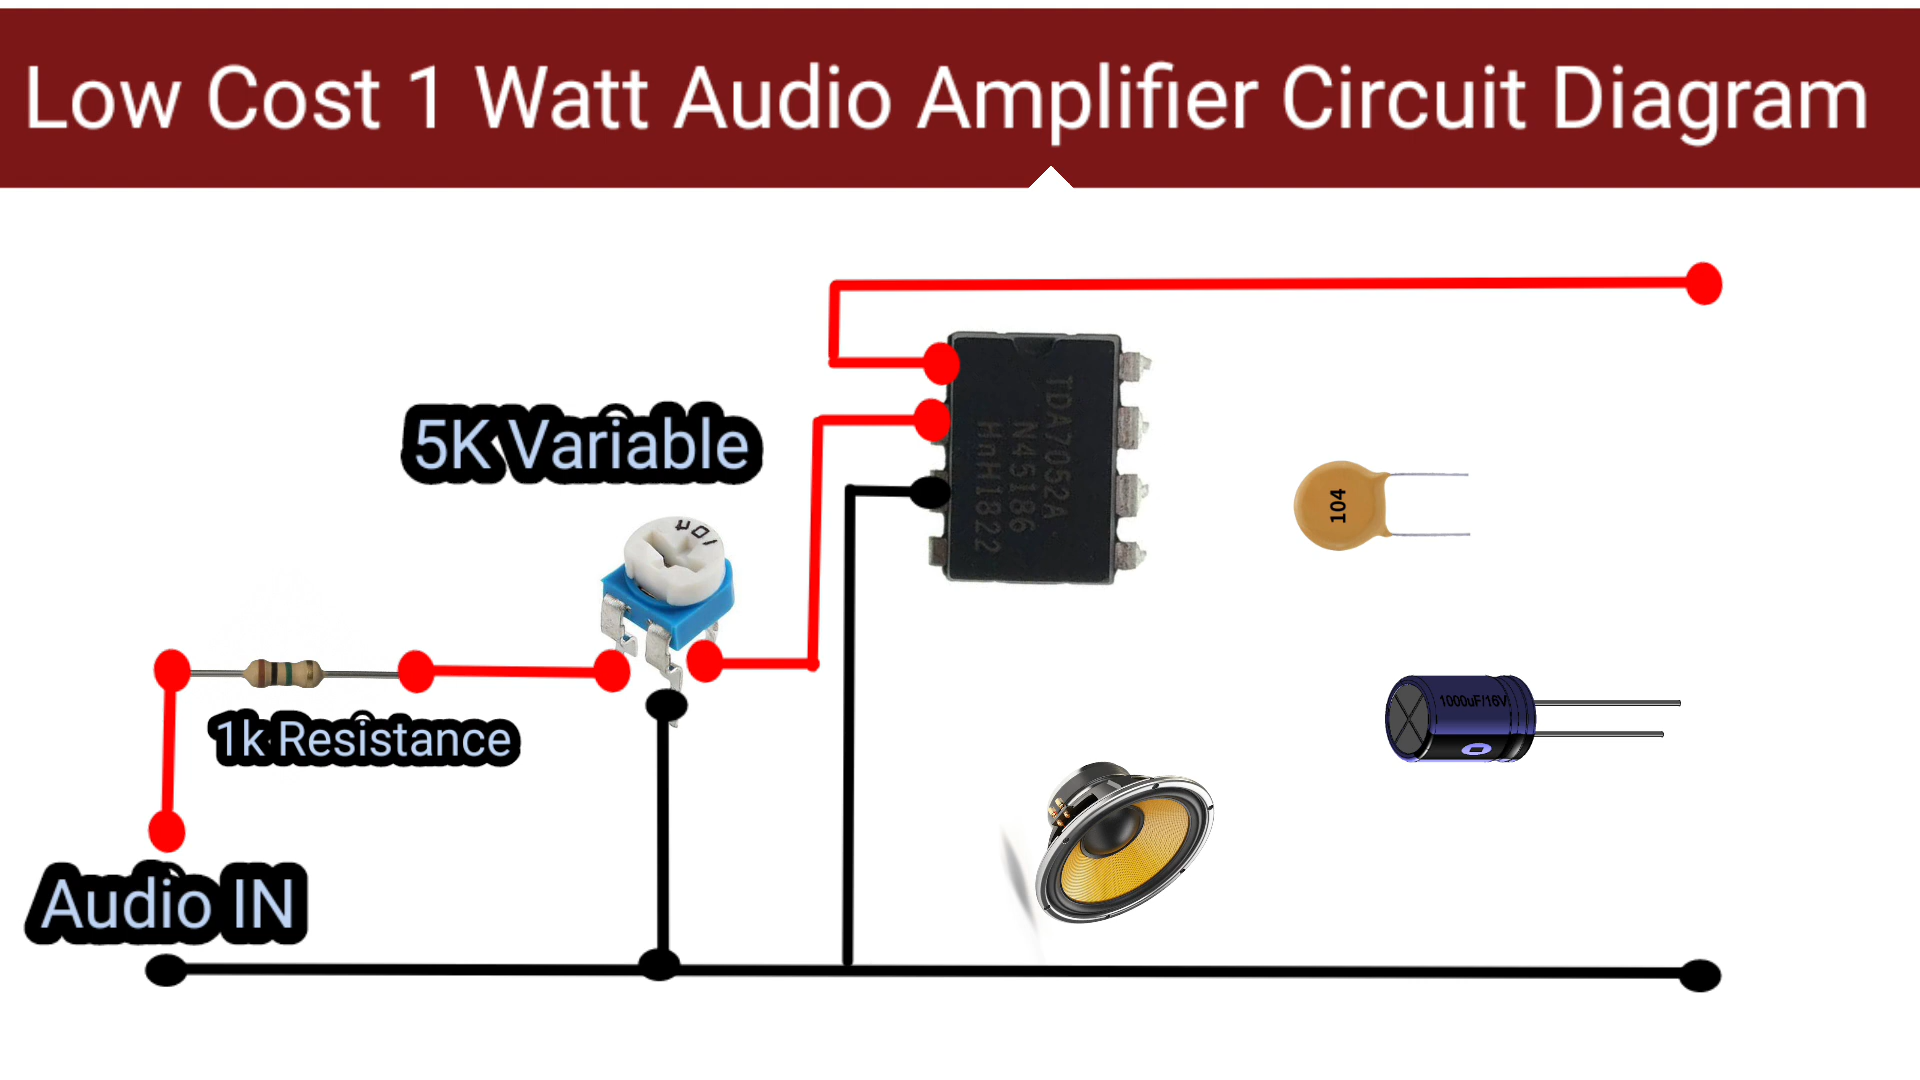 Low Cost 1 Watt Audio Amplifier Circuit Diagram
5K Variable
TDA7052A
N45186
HnH1822
104
104
1k Resistance
1000uF/16V
Audio IN